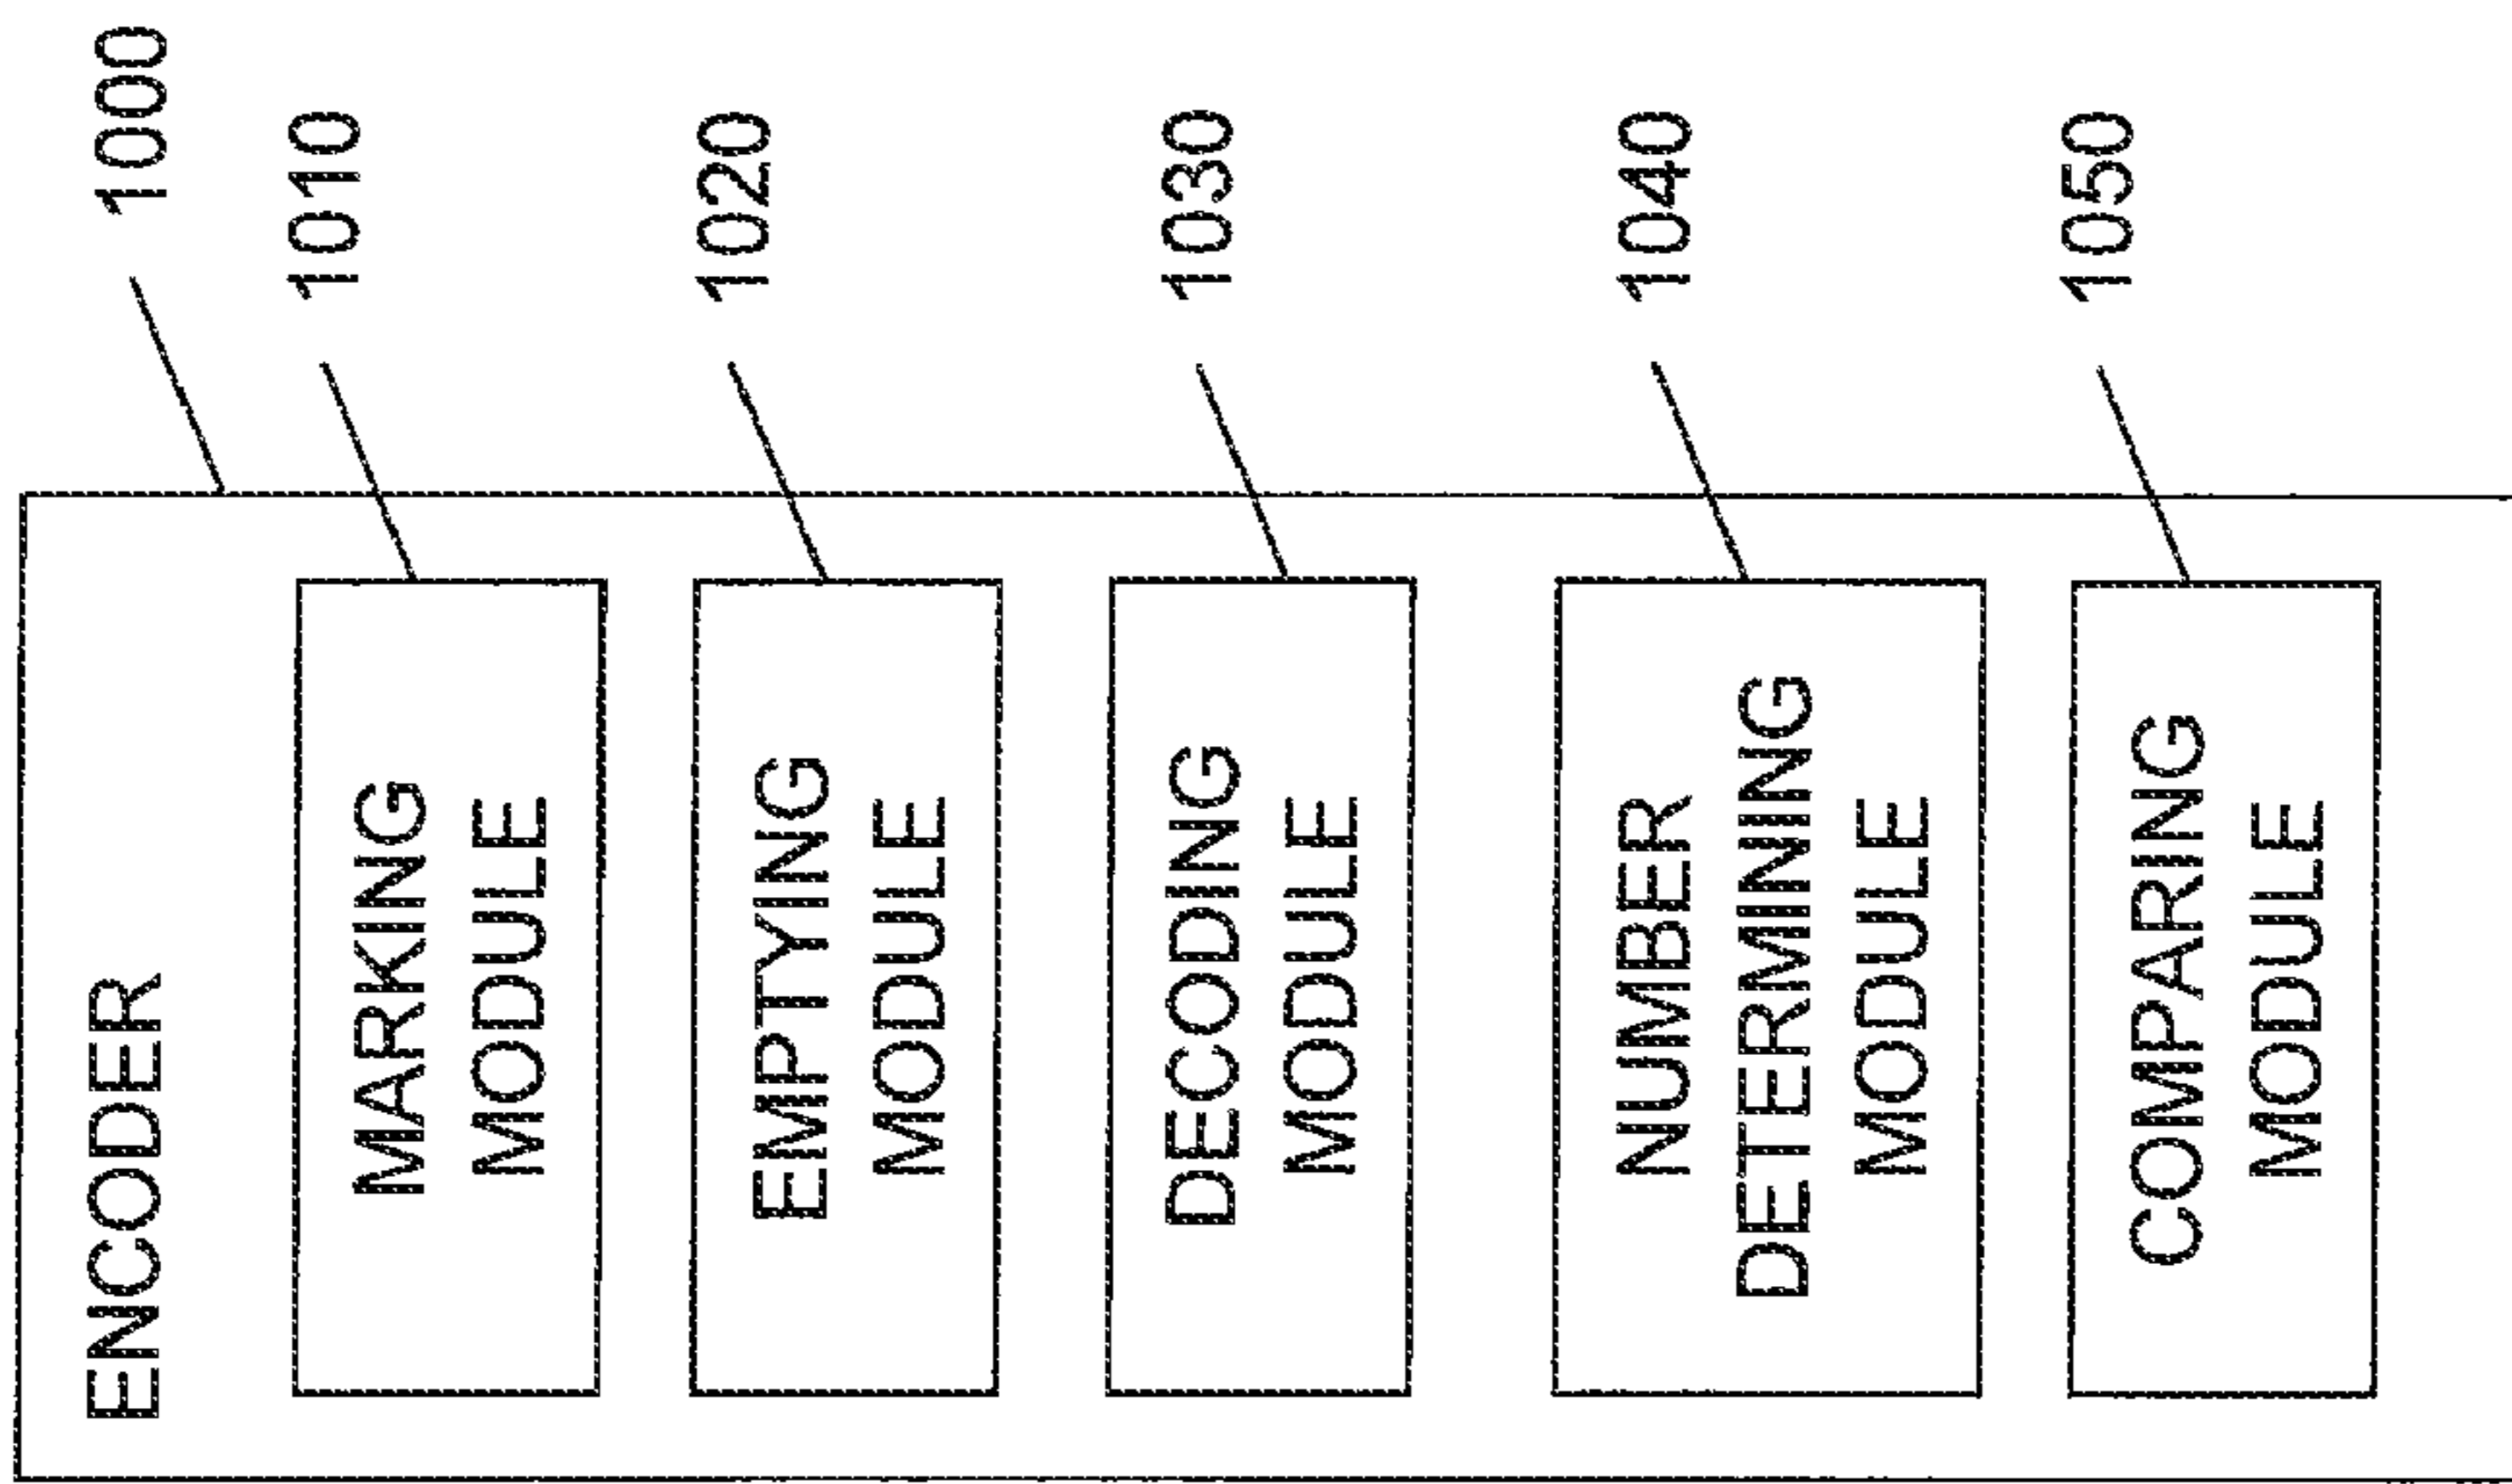 ENCODER
1000
MARKING
MODULE
1010
EMPTYING
MODULE
1020
DECODING
MODULE
1030
NUMBER
DETERMINING
MODULE
1040
COMPARING
MODULE
1050